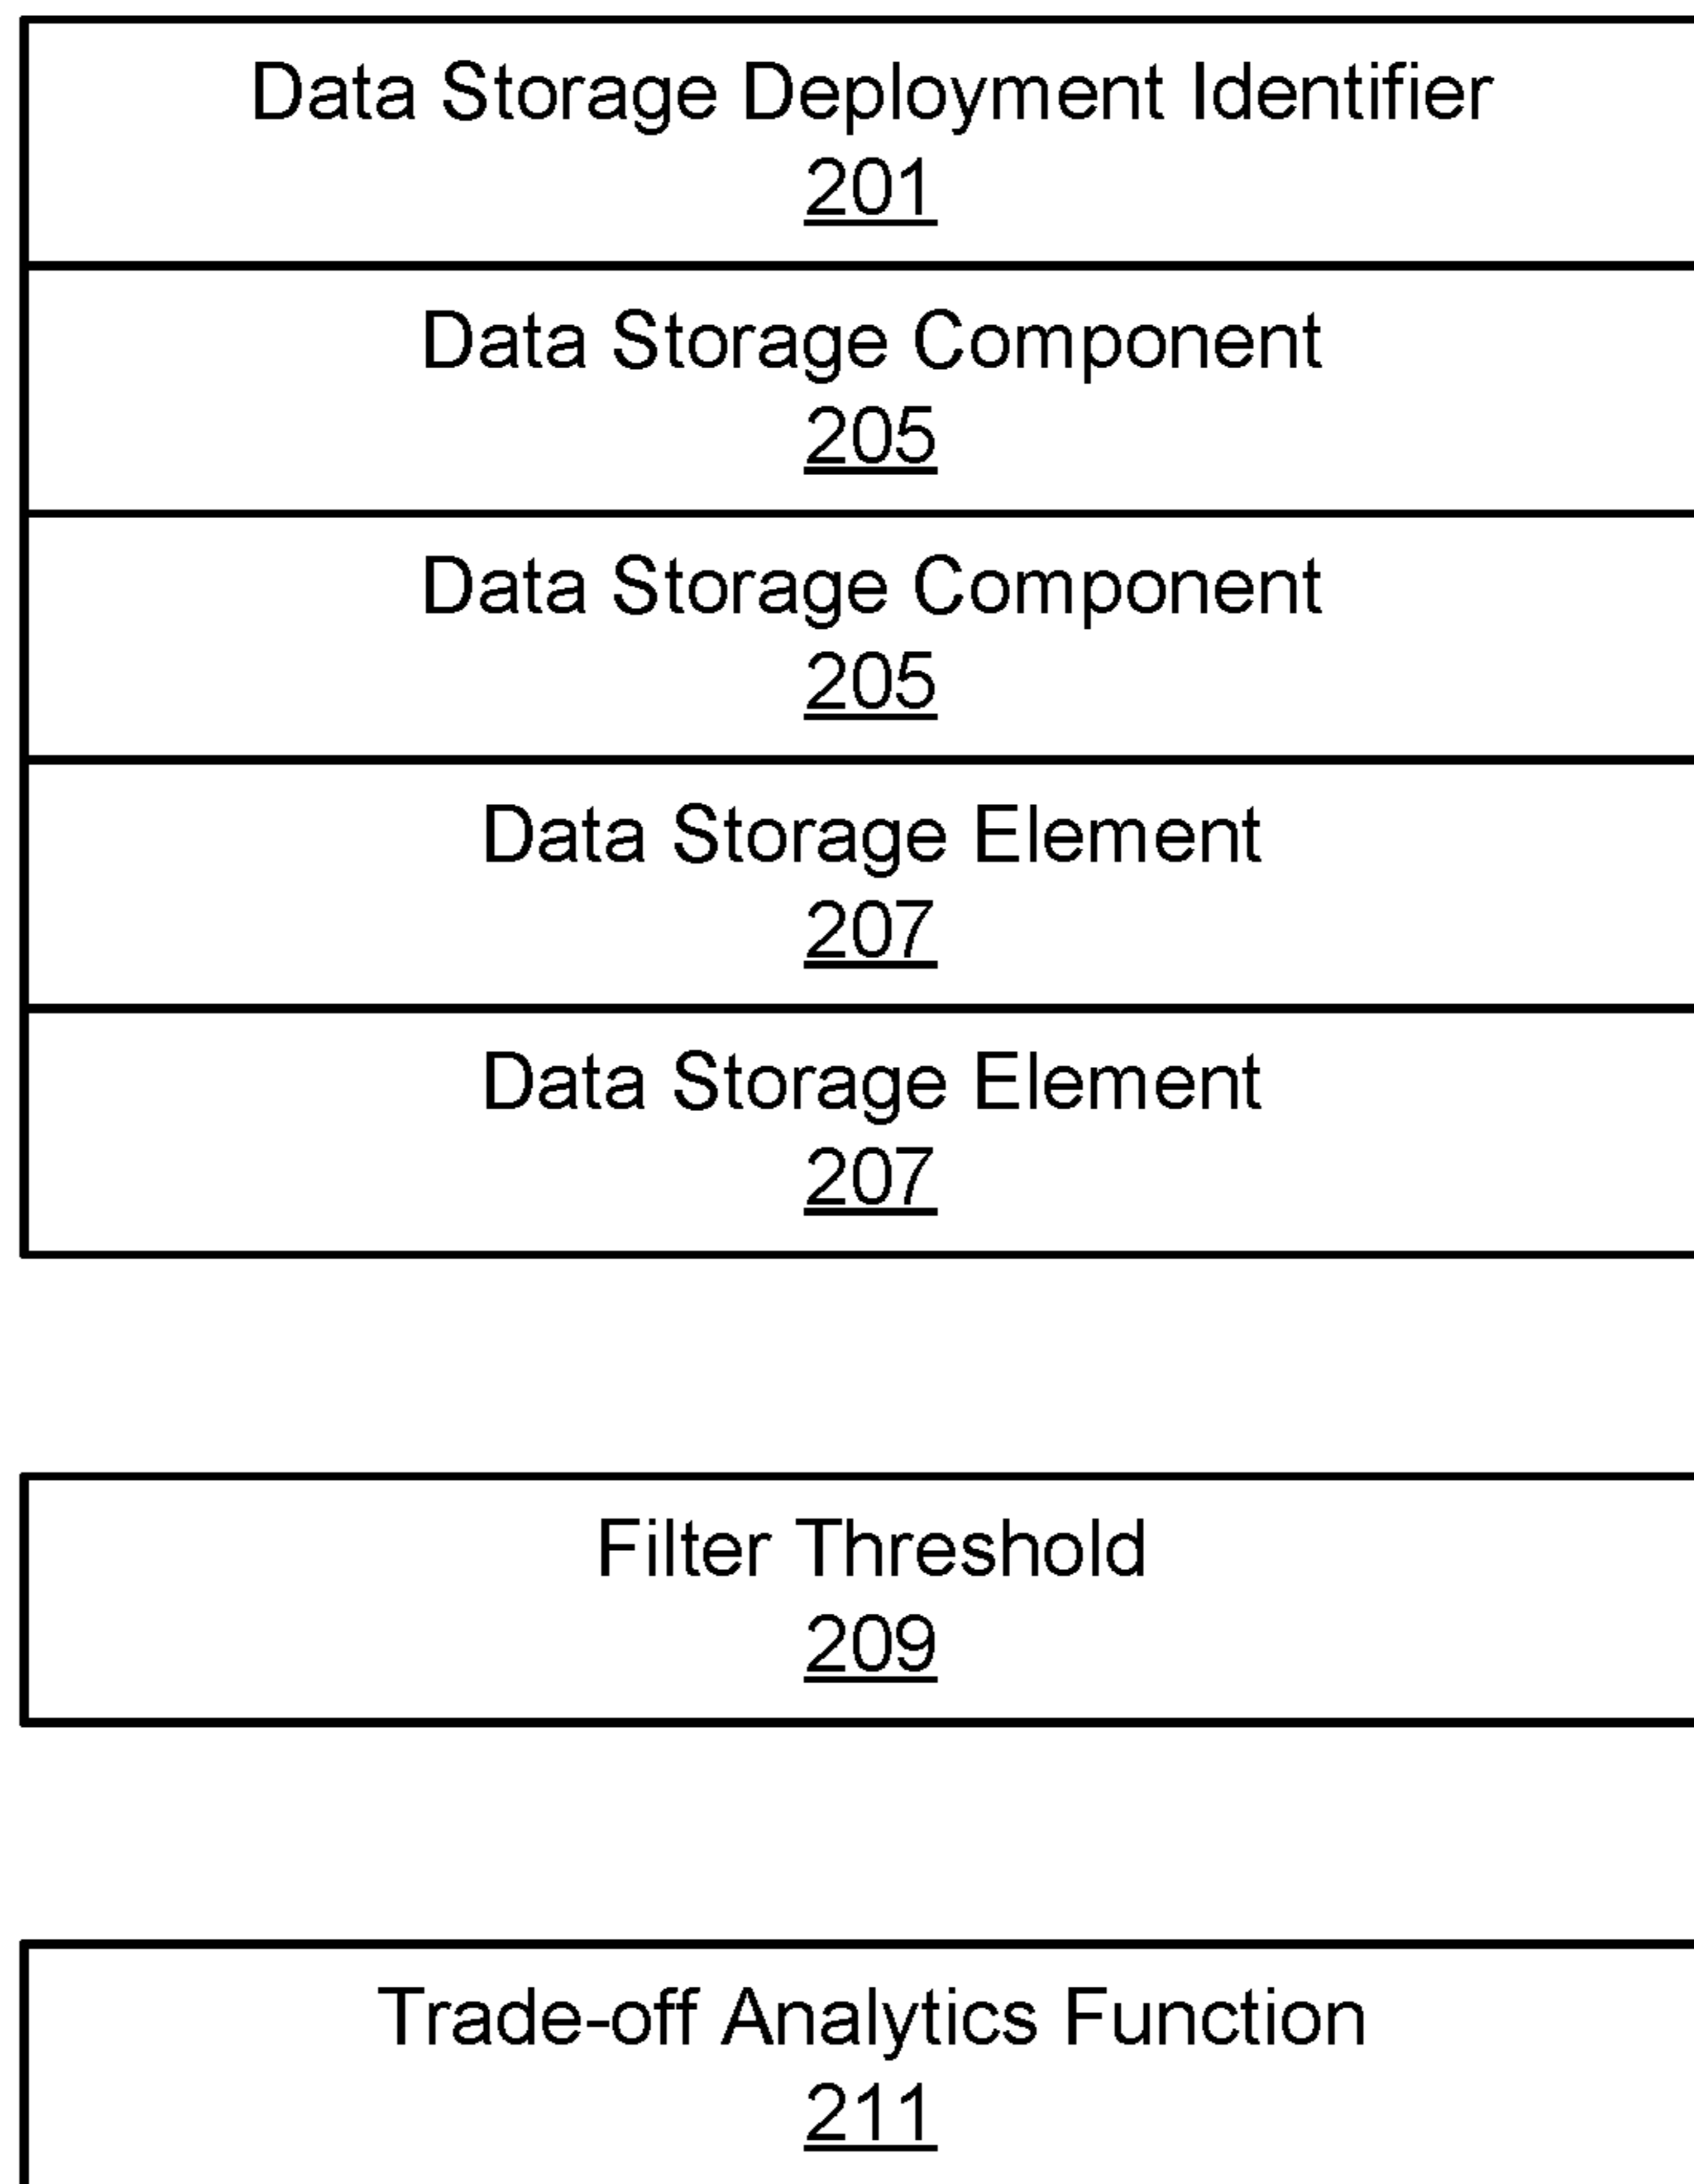 Data Storage Deployment Identifier
201
Data Storage Component
205
Data Storage Component
205
Data Storage Element
207
Data Storage Element
207
Filter Threshold
209
Trade-off Analytics Function
211